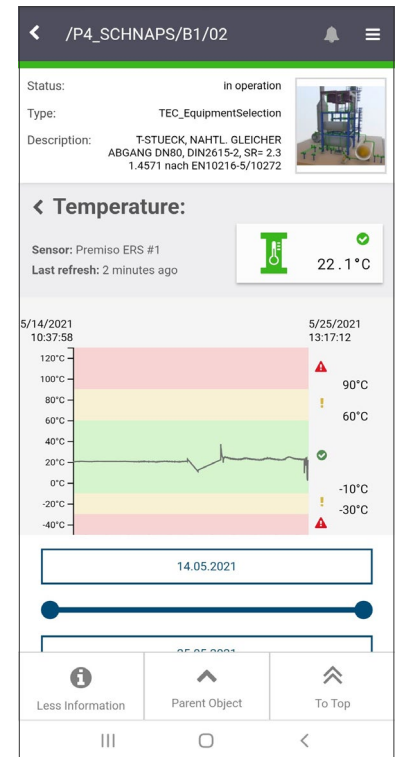 /P4_SCHNAPS/B1/02
Status: in operation
Type: TEC_EquipmentSelection
Description: T-STUECK, NAHTL. GLEICHER
ABGANG DN80, DIN2615-2, SR= 2.3
1.4571 nach EN10216-5/10272
Temperature:
Sensor: Premiso ERS #1
Last refresh: 2 minutes ago
22.1°C
5/14/2021 5/25/2021
10:37:58 13:17:12
120°C
100°C
90°C
80°C
60°C
60°C
40°C
20°C
0°C
-10°C
-20°C
-30°C
-40°C
14.05.2021
25.05.2021
Less Information
Parent Object
To Top